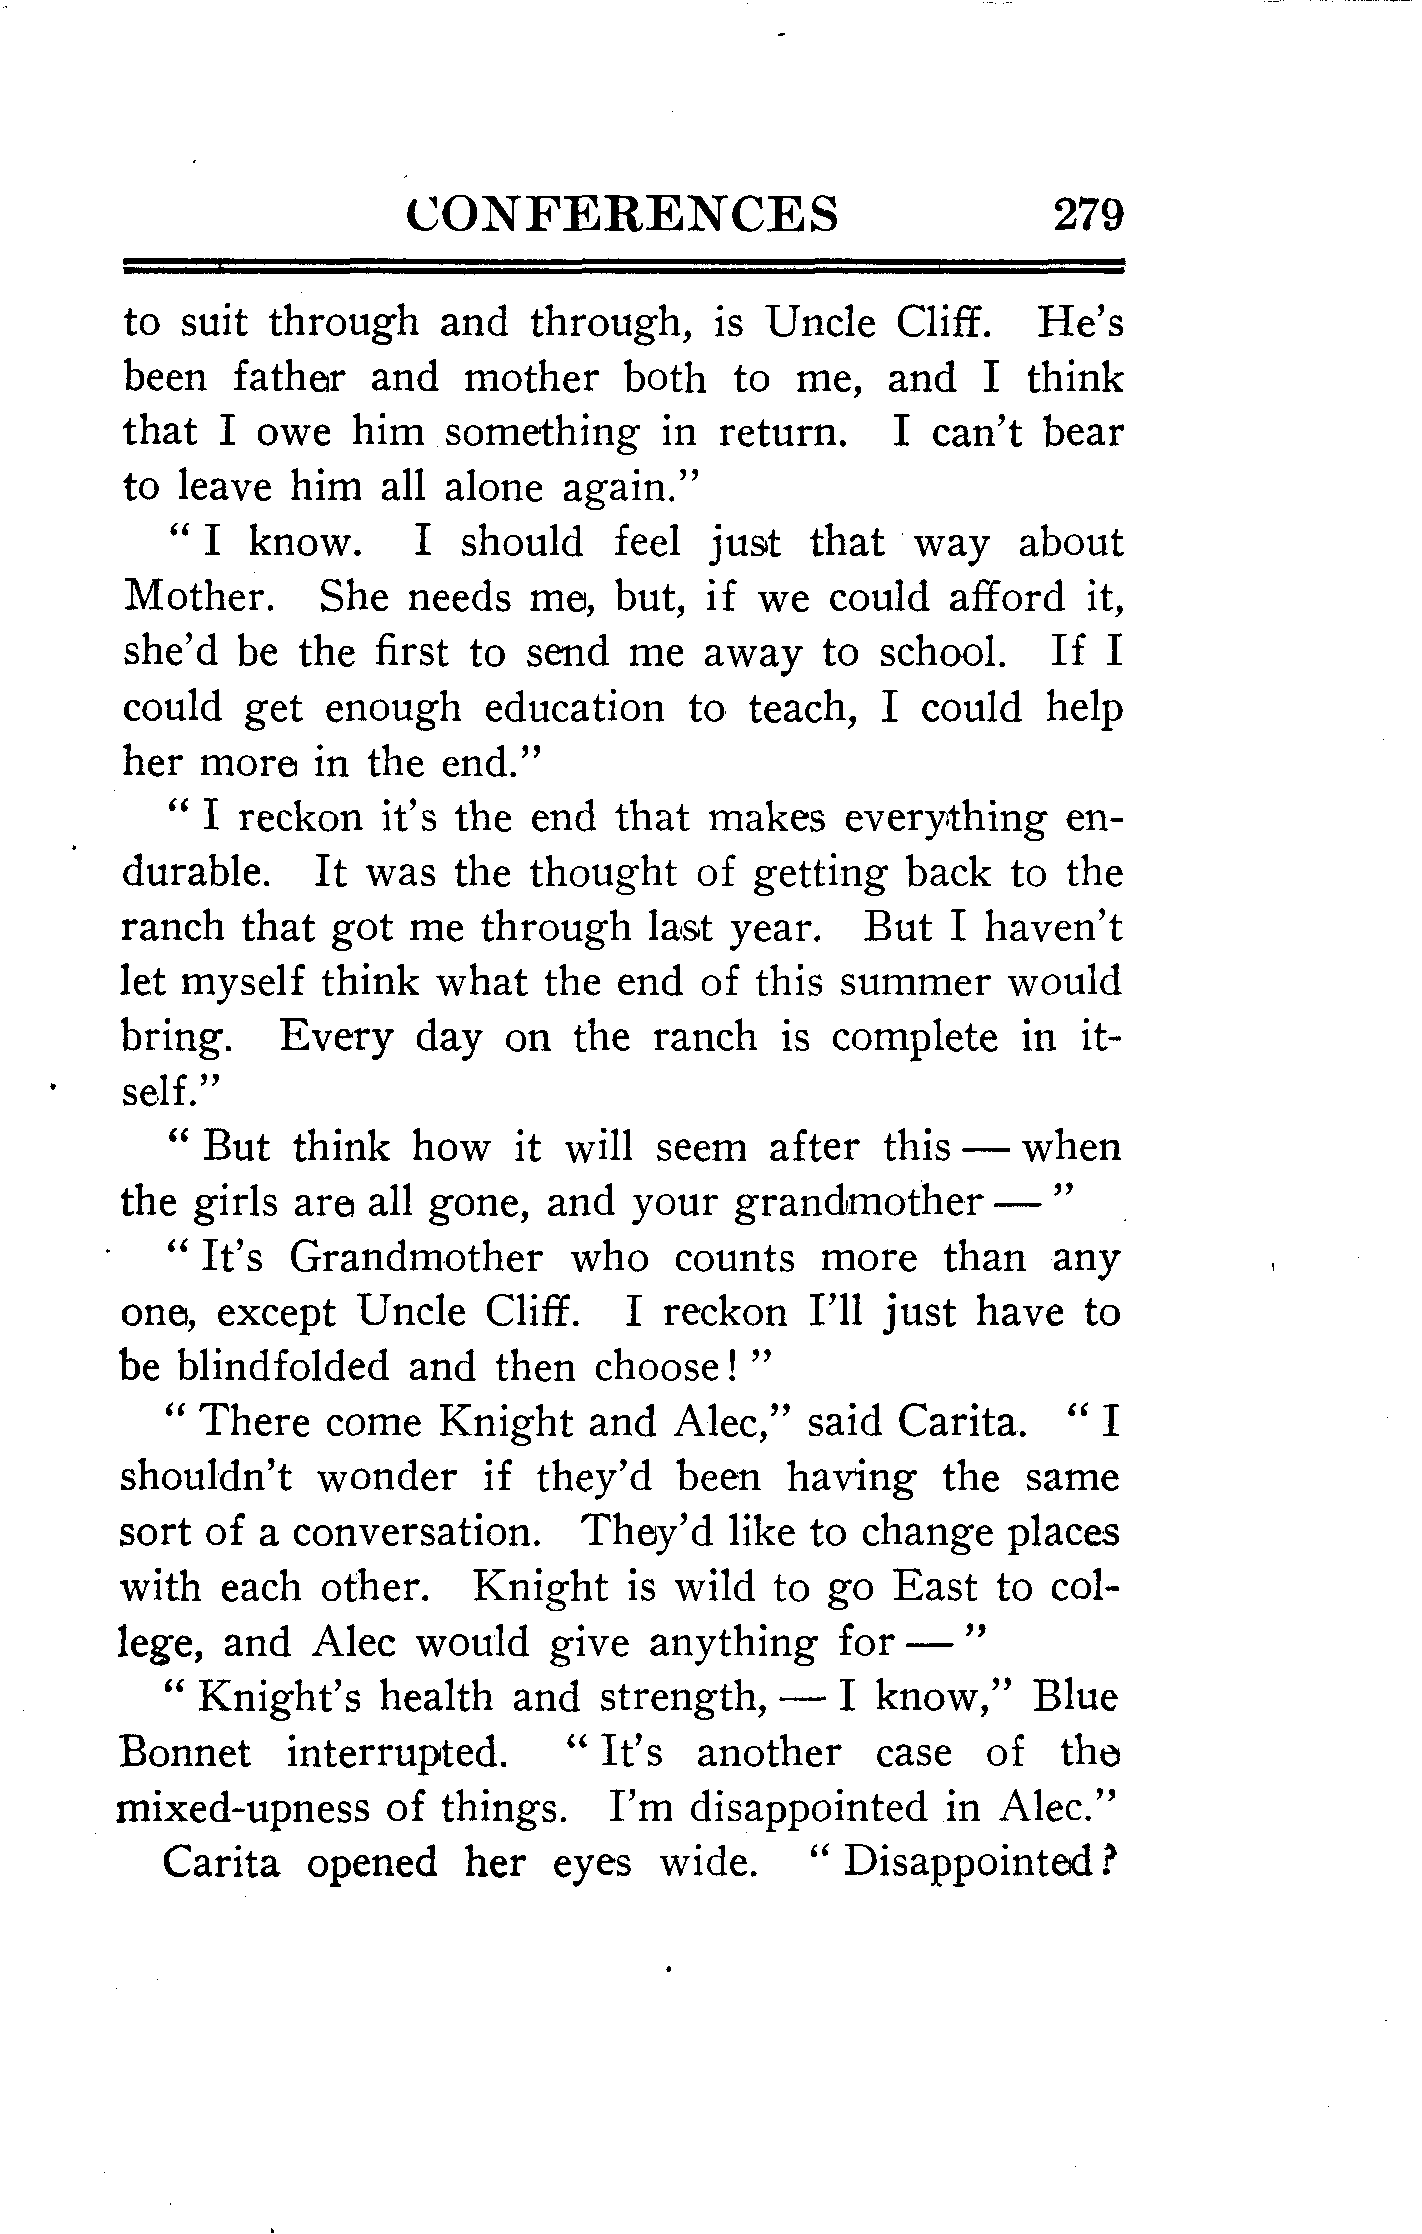 CONFERENCES 279
to suit through and through, is Uncle Cliff. He's
been father and mother both to me, and I think
that I owe him something in return. I can't bear
to leave him all alone again."
" I know. I should feel just that way about
Mother. She needs me, but, if we could afford it,
she'd be the first to send me away to school. If I
could get enough education to teach, I could help
her more in the end."
" I reckon it's the end that makes everything en-
durable. It was the thought of getting back to the
ranch that got me through last year. But I haven't
let myself think what the end of this summer would
bring. Every day on the ranch is complete in it-
self."
" But think how it will seem after this — when
the girls are all gone, and your grandmother — "
" It's Grandmother who counts more than any
one, except Uncle Cliff. I reckon I'll just have to
be blindfolded and then choose! "
" There come Knight and Alec," said Carita. " I
shouldn't wonder if they'd been having the same
sort of a conversation. They'd like to change places
with each other. Knight is wild to go East to col-
lege, and Alec would give anything for — "
" Knight's health and strength, — I know," Blue
Bonnet interrupted. " It's another case of the
mixed-upness of things. I'm disappointed in Alec."
Carita opened her eyes wide. " Disappointed?